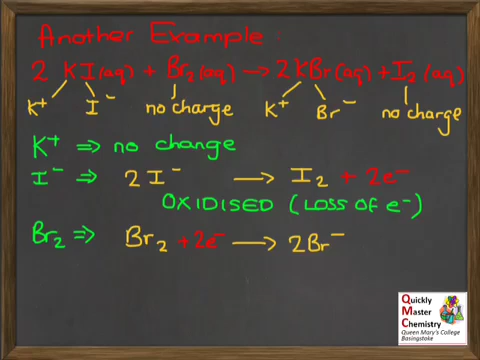 Another Example:
2 KI(aq) + Br₂(aq) → 2KBr(aq) + I₂(aq)
K⁺ I⁻ no charge K⁺ Br⁻ no charge
K⁺ ⇒ no change
I⁻ ⇒ 2I⁻ → I₂ + 2e⁻
OXIDISED (LOSS OF e⁻)
Br₂ ⇒ Br₂ +2e⁻ → 2Br⁻
Quickly
Master
Chemistry
Queen Mary's College
Basingstoke